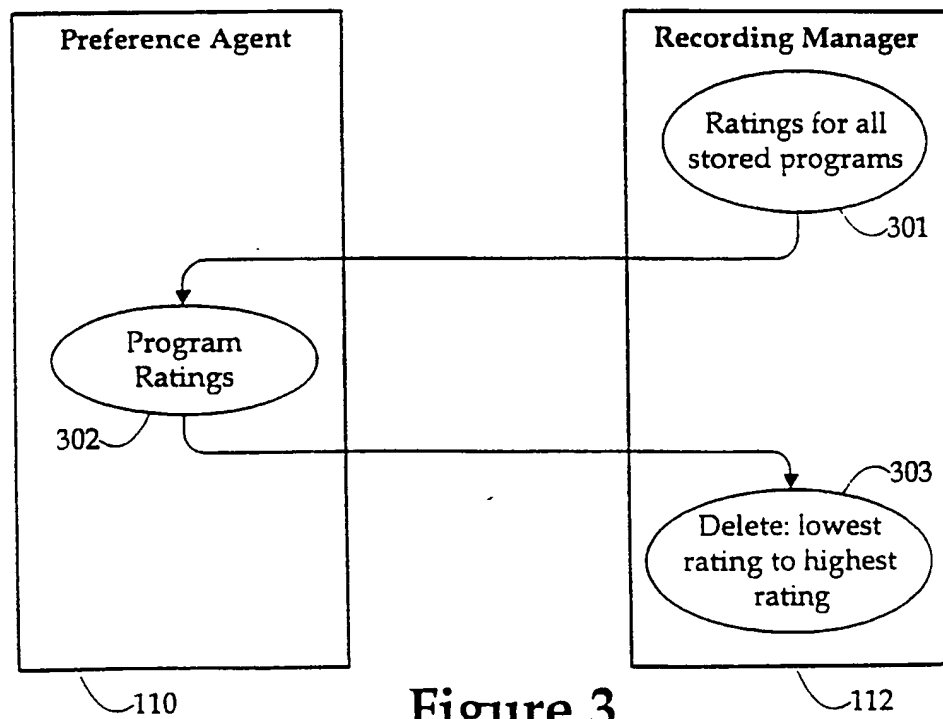 Preference Agent
Recording Manager
Ratings for all
stored programs
301
Program
Ratings
302
303
Delete: lowest
rating to highest
rating
110
112
Figure 3